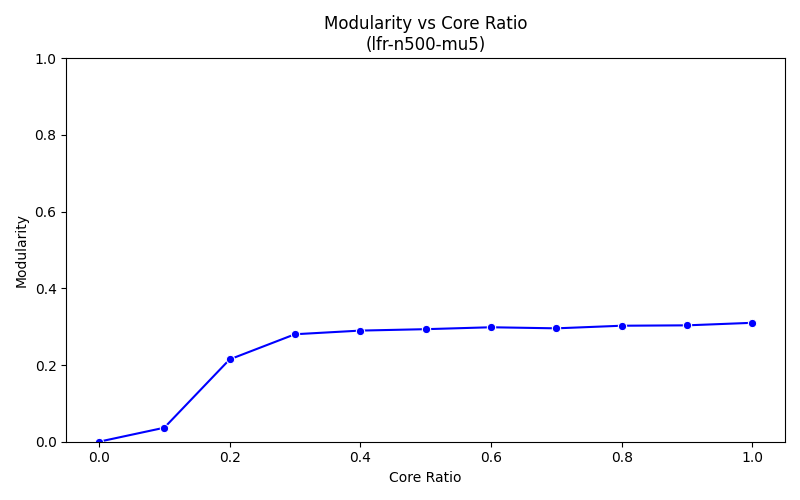 Modularity vs Core Ratio
(lfr-n500-mu5)
1.0
0.8
0.6
0.4
0.2
0.0
Modularity
0.0 0.2 0.4 0.6 0.8 1.0
Core Ratio